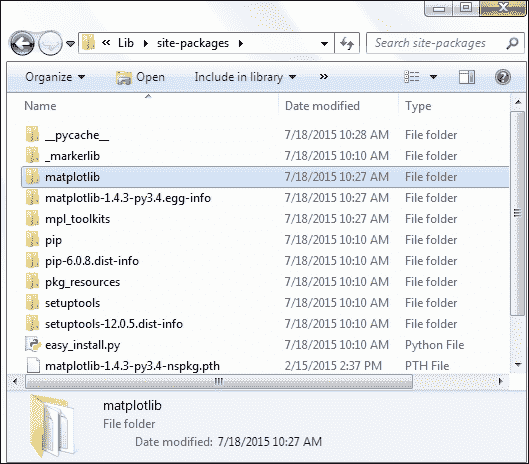 « Lib ▸ site-packages ▸ Search site-packages
Organize Open Include in library »
Name Date modified Type
__pycache__ 7/18/2015 10:28 AM File folder
_markerlib 7/18/2015 10:10 AM File folder
matplotlib 7/18/2015 10:27 AM File folder
matplotlib-1.4.3-py3.4.egg-info 7/18/2015 10:27 AM File folder
mpl_toolkits 7/18/2015 10:27 AM File folder
pip 7/18/2015 10:10 AM File folder
pip-6.0.8.dist-info 7/18/2015 10:10 AM File folder
pkg_resources 7/18/2015 10:10 AM File folder
setuptools 7/18/2015 10:10 AM File folder
setuptools-12.0.5.dist-info 7/18/2015 10:10 AM File folder
easy_install.py 7/18/2015 10:10 AM Python File
matplotlib-1.4.3-py3.4-nspkg.pth 2/15/2015 2:37 PM PTH File
matplotlib
File folder
Date modified: 7/18/2015 10:27 AM